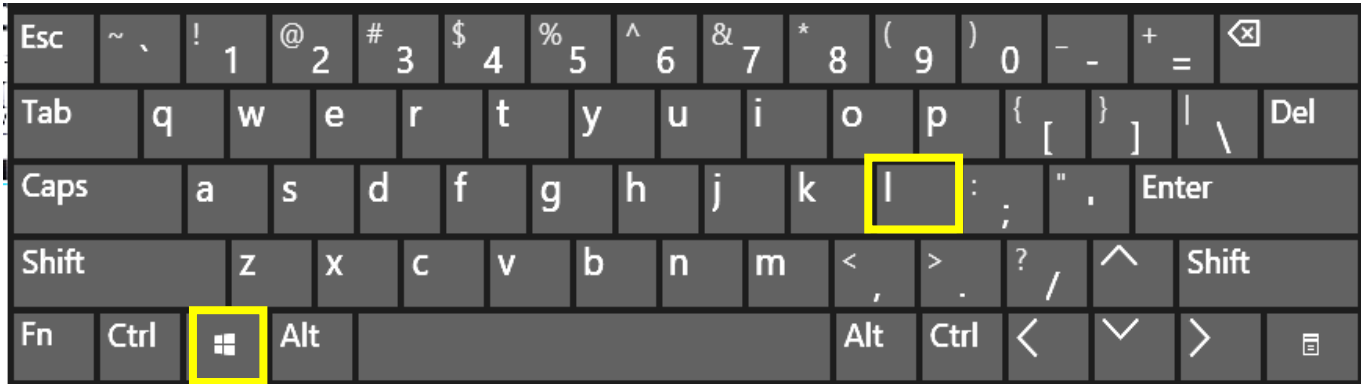 Esc ~ ` ! 1 @ 2 # 3 $ 4 % 5 ^ 6 & 7 * 8 ( 9 ) 0 _ - + =
Tab q w e r t y u i o p { [ } ] | \ Del
Caps a s d f g h j k l : ; " ' Enter
Shift z x c v b n m < , > . ? / Shift
Fn Ctrl Alt Alt Ctrl